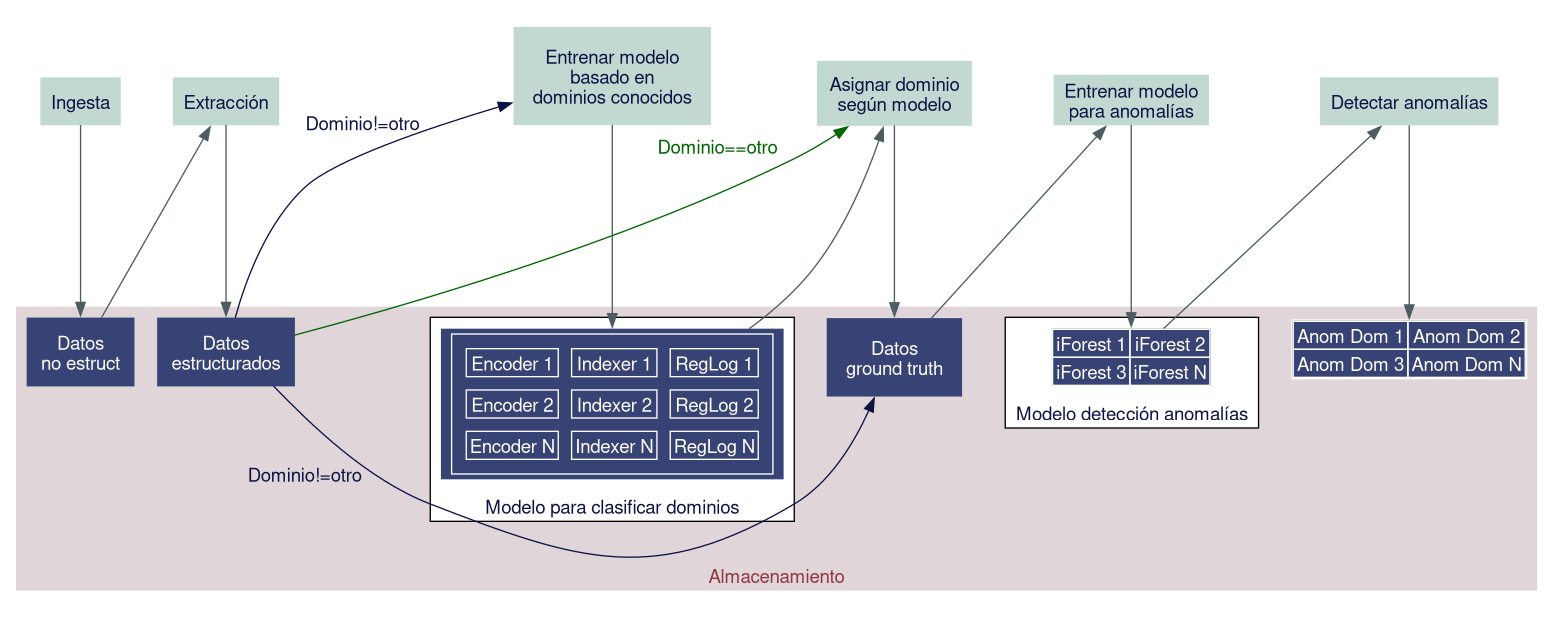 Entrenar modelo
basado en
dominios conocidos
Ingesta
Extracción
Asignar dominio
según modelo
Entrenar modelo
para anomalías
Detectar anomalías
Dominio!=otro
Dominio==otro
Datos
no estruct
Datos
estructurados
Encoder 1 Indexer 1 RegLog 1
Encoder 2 Indexer 2 RegLog 2
Encoder N Indexer N RegLog N
Modelo para clasificar dominios
Datos
ground truth
iForest 1 iForest 2
iForest 3 iForest N
Modelo detección anomalías
Anom Dom 1 Anom Dom 2
Anom Dom 3 Anom Dom N
Dominio!=otro
Almacenamiento